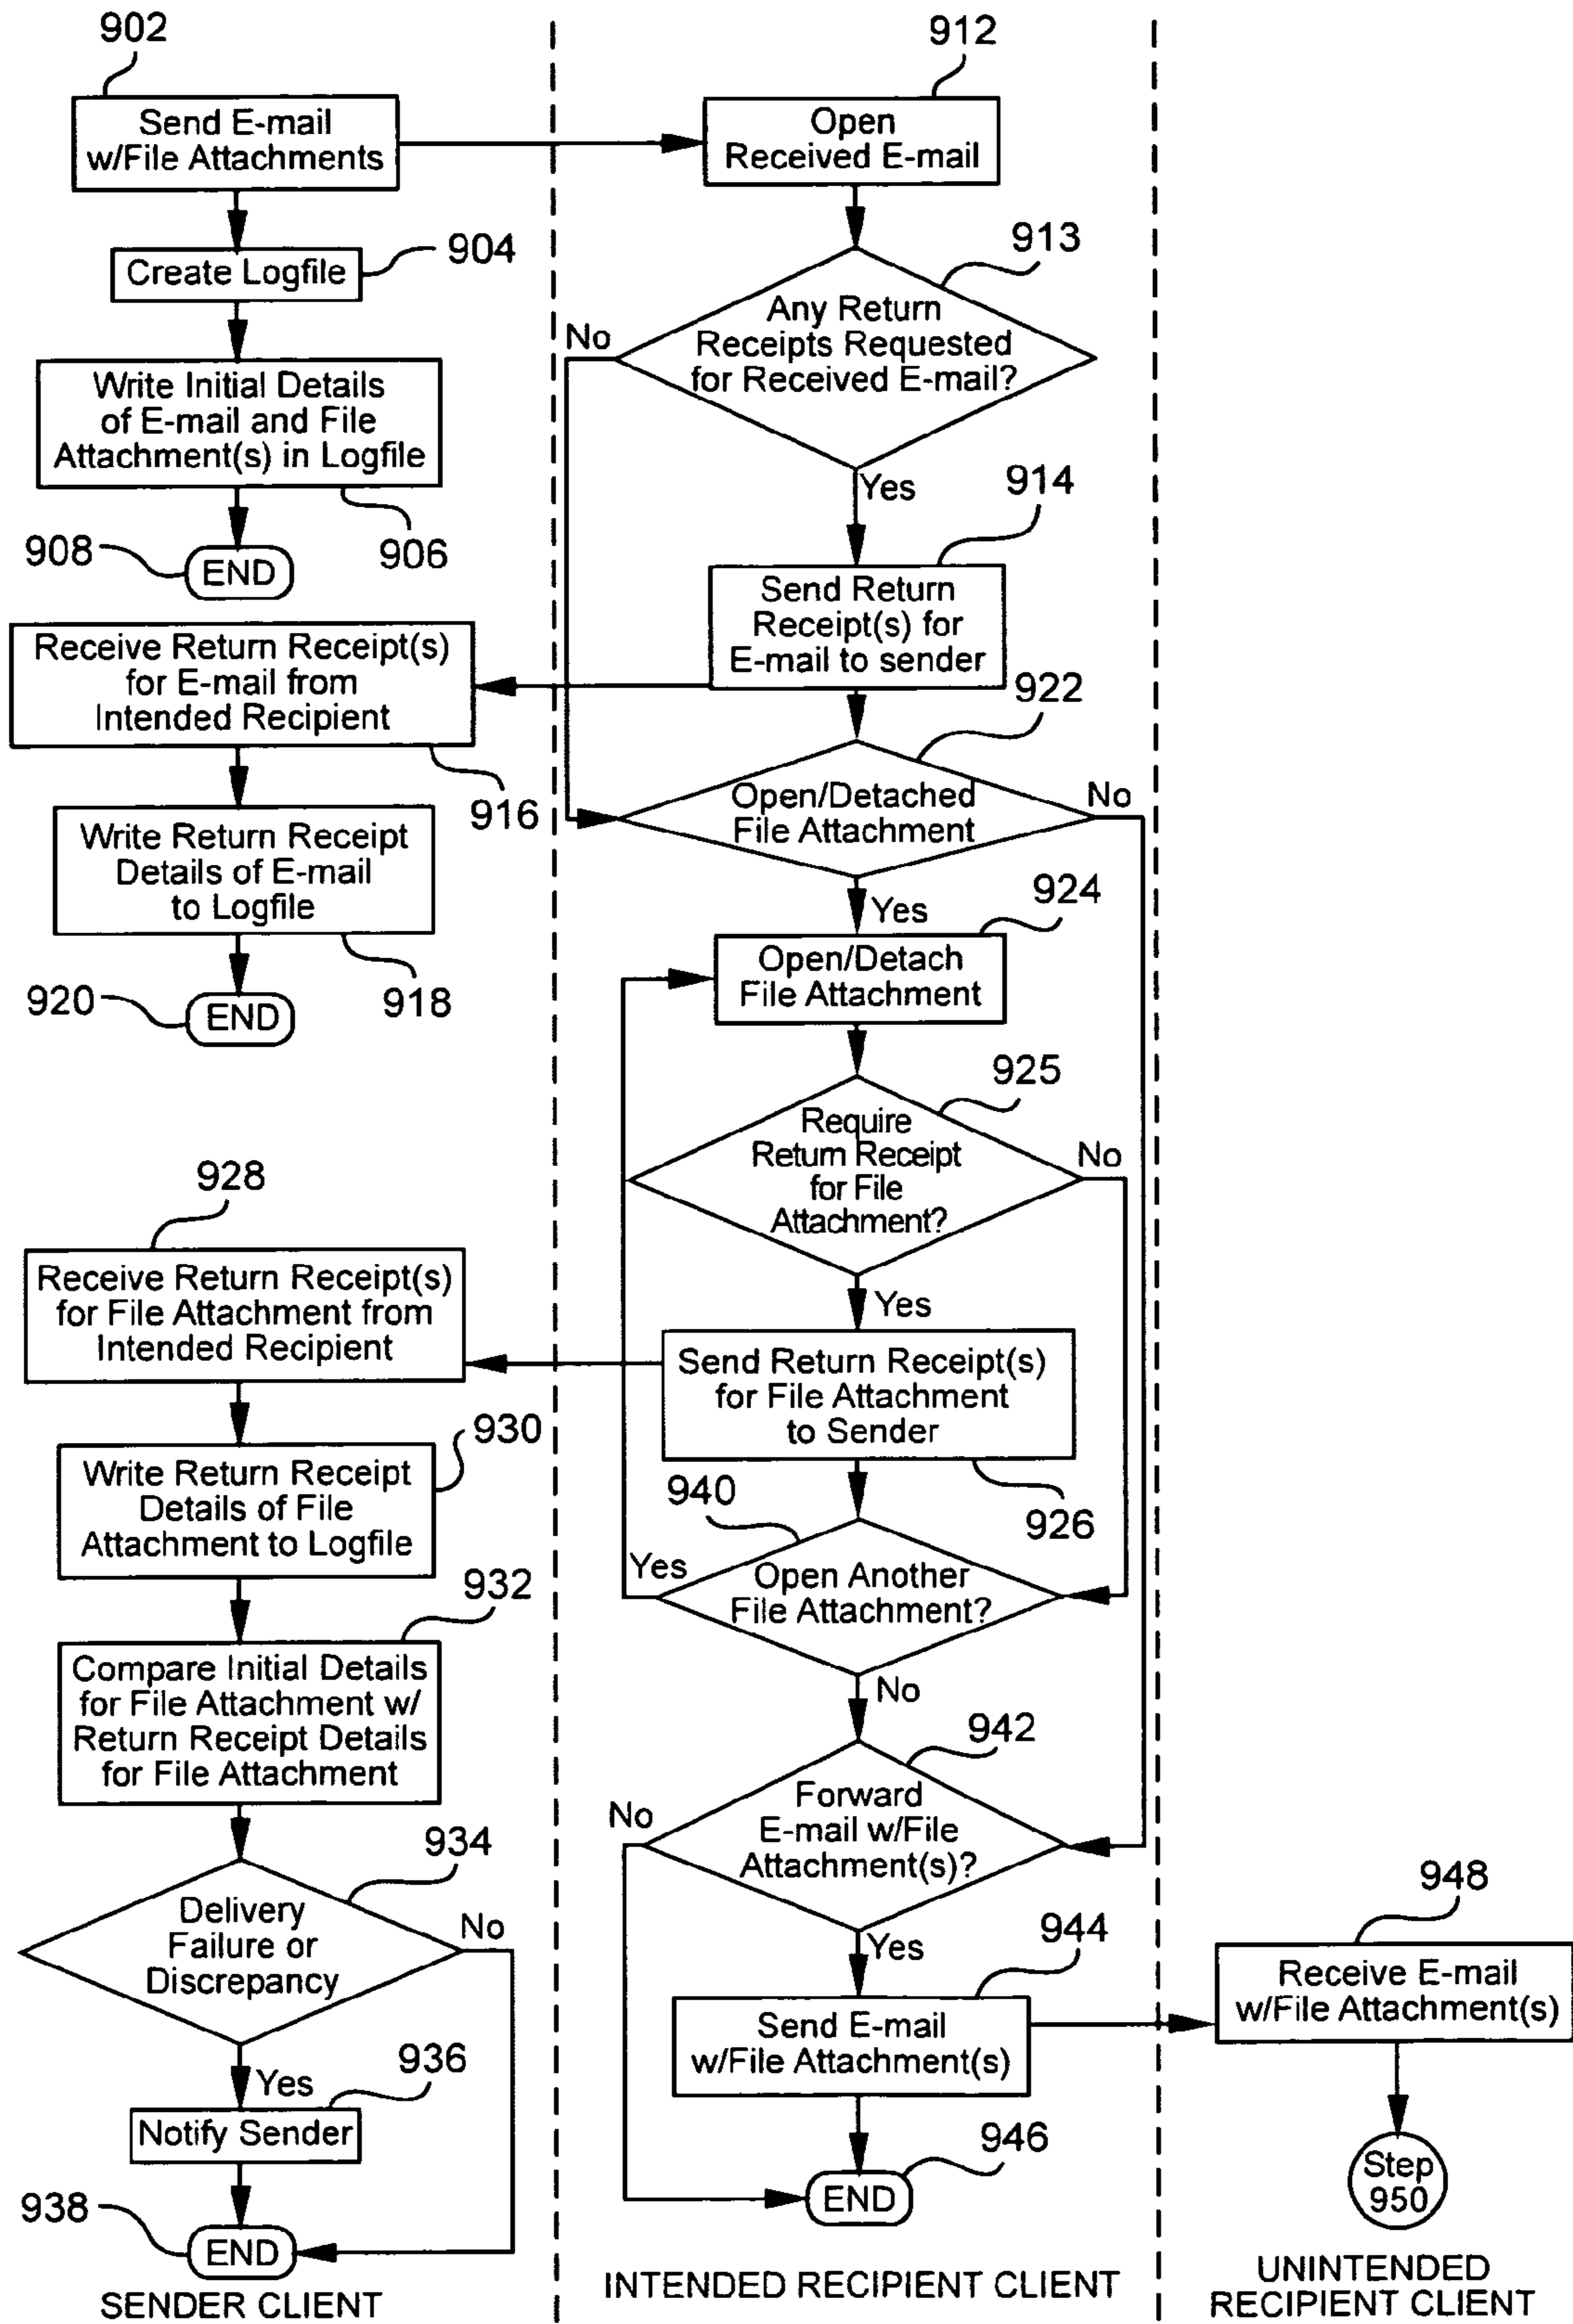 902
Send E-mail
w/File Attachments
904
Create Logfile
Write Initial Details
of E-mail and File
Attachment(s) in Logfile
906
908
END
Receive Return Receipt(s)
for E-mail from
Intended Recipient
916
Write Return Receipt
Details of E-mail
to Logfile
918
920
END
928
Receive Return Receipt(s)
for File Attachment from
Intended Recipient
930
Write Return Receipt
Details of File
Attachment to Logfile
932
Compare Initial Details
for File Attachment w/
Return Receipt Details
for File Attachment
934
Delivery
Failure or
Discrepancy
No
Yes
936
Notify Sender
938
END
SENDER CLIENT
912
Open
Received E-mail
913
Any Return
Receipts Requested
for Received E-mail?
No
Yes
914
Send Return
Receipt(s) for
E-mail to sender
922
Open/Detached
File Attachment
No
Yes
924
Open/Detach
File Attachment
925
Require
Return Receipt
for File
Attachment?
No
Yes
Send Return Receipt(s)
for File Attachment
to Sender
926
940
Open Another
File Attachment?
Yes
No
942
Forward
E-mail w/File
Attachment(s)?
No
Yes
944
Send E-mail
w/File Attachment(s)
946
END
INTENDED RECIPIENT CLIENT
948
Receive E-mail
w/File Attachment(s)
Step
950
UNINTENDED
RECIPIENT CLIENT